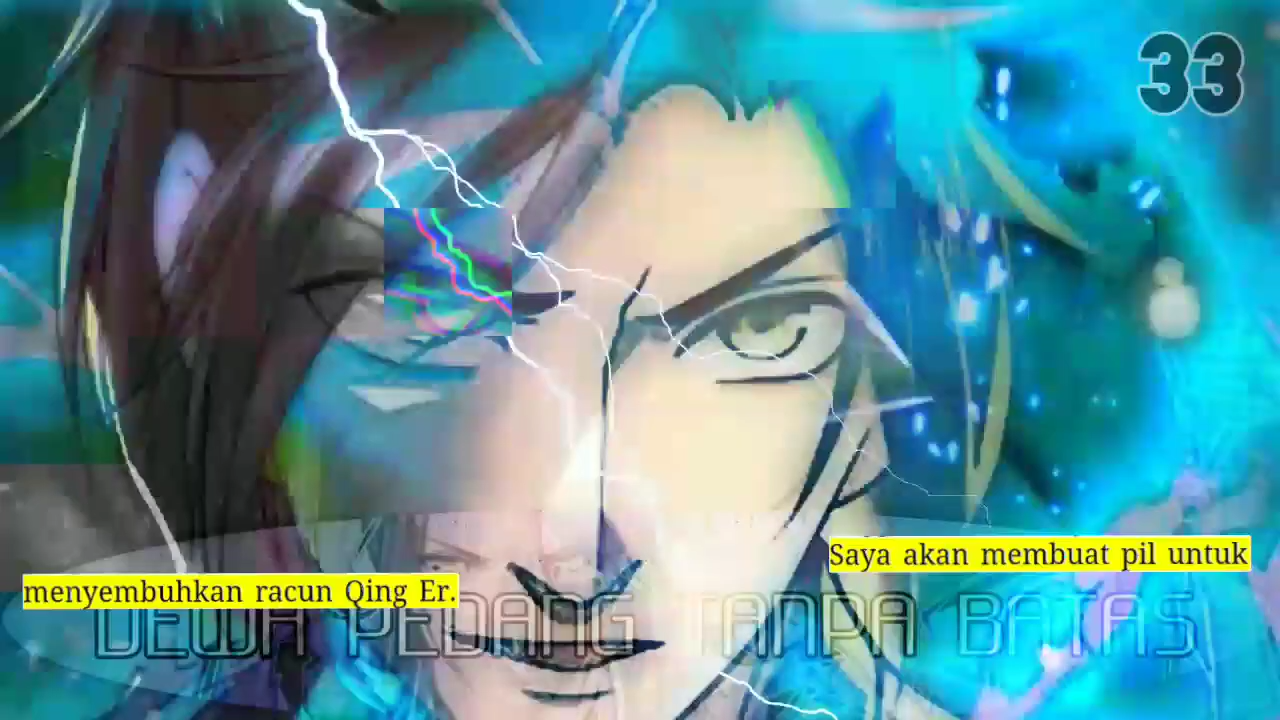 33
Saya akan membuat pil untuk
menyembuhkan racun Qing Er.
DEWA PEDANG TANPA BATAS